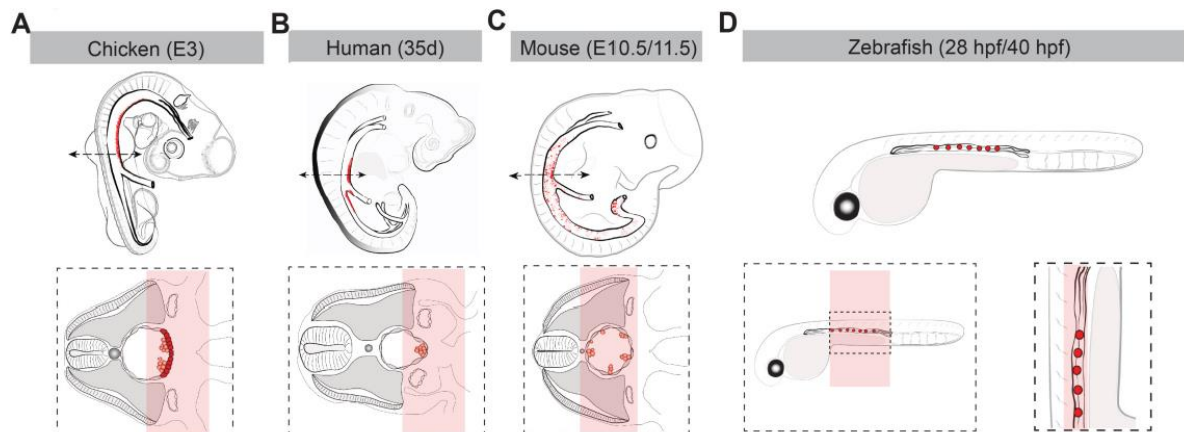 A
Chicken (E3)
B
Human (35d)
C
Mouse (E10.5/11.5)
D
Zebrafish (28 hpf/40 hpf)